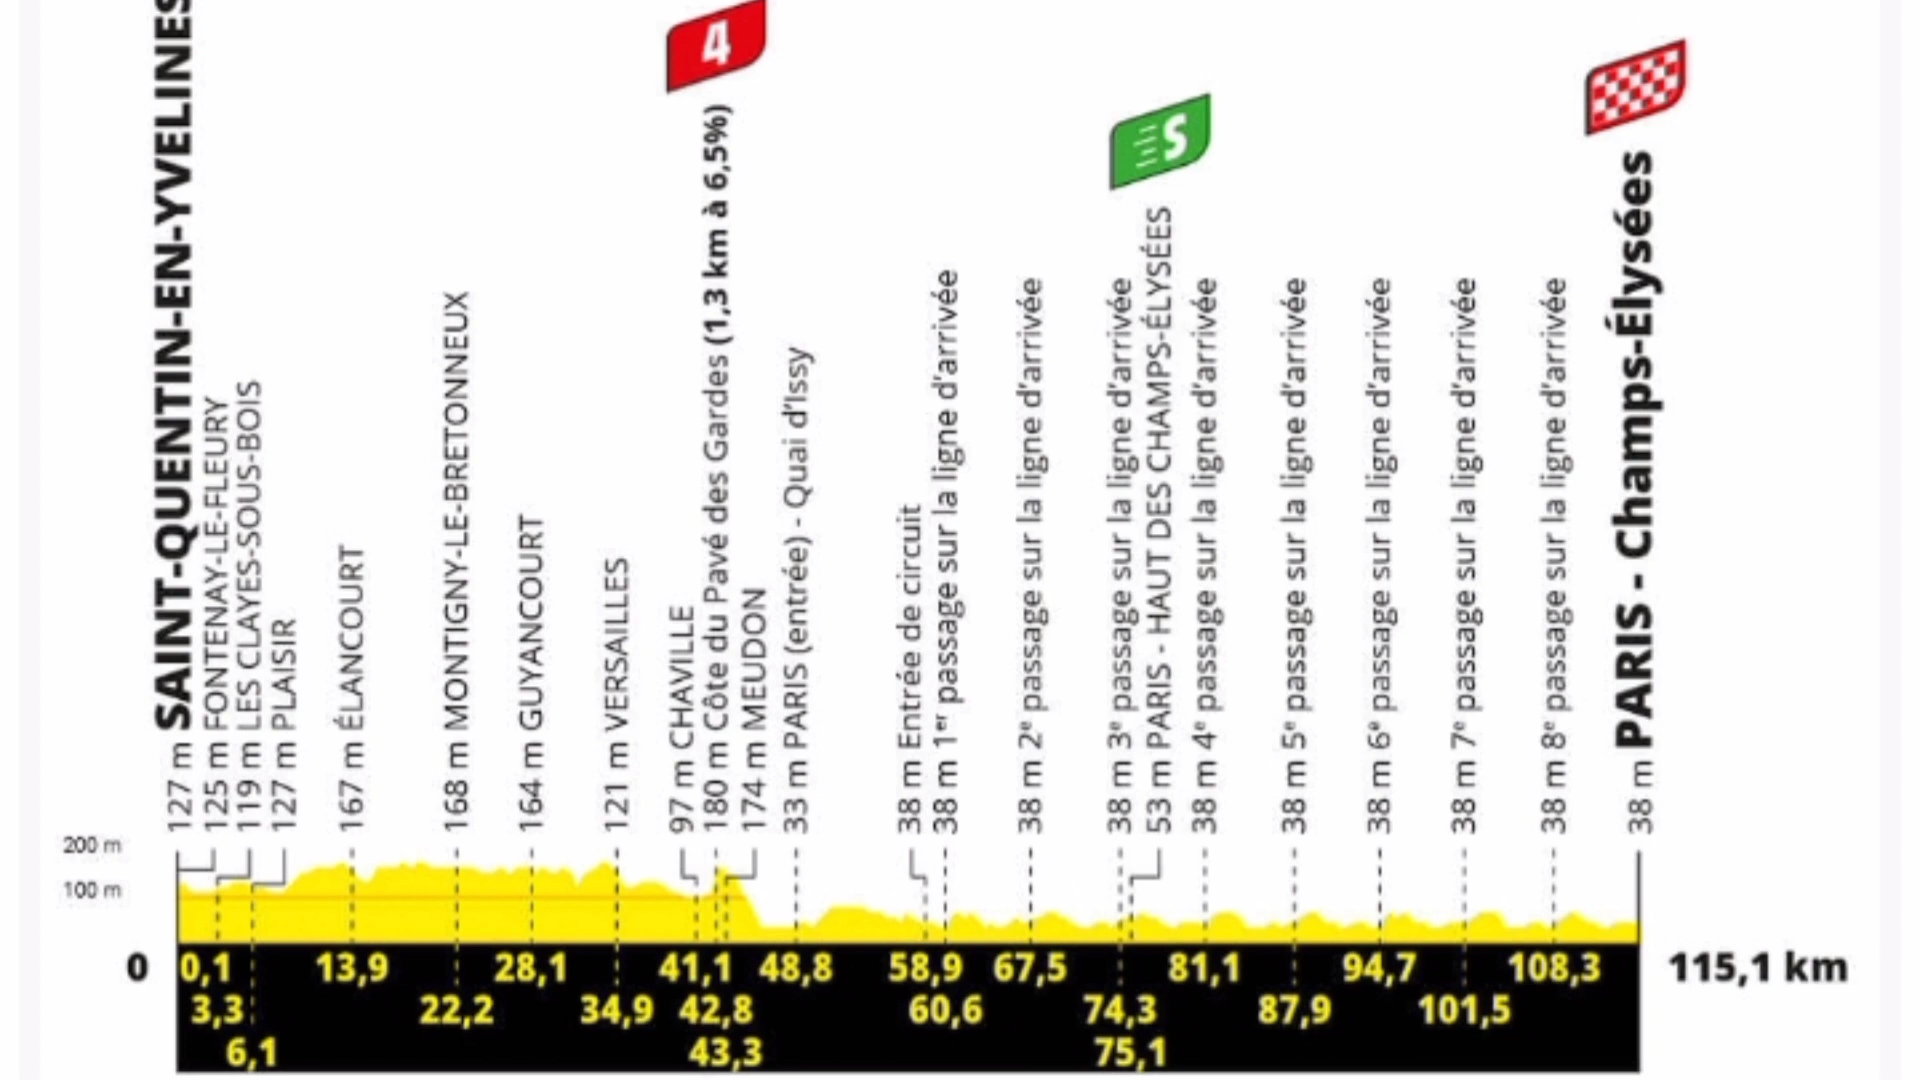 4
S
127 m SAINT-QUENTIN-EN-YVELINES
125 m FONTENAY-LE-FLEURY
119 m LES CLAYES-SOUS-BOIS
127 m PLAISIR
167 m ÉLANCOURT
168 m MONTIGNY-LE-BRETONNEUX
164 m GUYANCOURT
121 m VERSAILLES
97 m CHAVILLE
180 m Côte du Pavé des Gardes (1,3 km à 6,5%)
174 m MEUDON
33 m PARIS (entrée) - Quai d'Issy
38 m Entrée de circuit
38 m 1er passage sur la ligne d'arrivée
38 m 2e passage sur la ligne d'arrivée
38 m 3e passage sur la ligne d'arrivée
53 m PARIS - HAUT DES CHAMPS-ÉLYSÉES
38 m 4e passage sur la ligne d'arrivée
38 m 5e passage sur la ligne d'arrivée
38 m 6e passage sur la ligne d'arrivée
38 m 7e passage sur la ligne d'arrivée
38 m 8e passage sur la ligne d'arrivée
38 m PARIS - Champs-Élysées
200 m
100 m
0 0,1 13,9 28,1 41,1 48,8 58,9 67,5 81,1 94,7 108,3 115,1 km
3,3 22,2 34,9 42,8 60,6 74,3 87,9 101,5
6,1 43,3 75,1